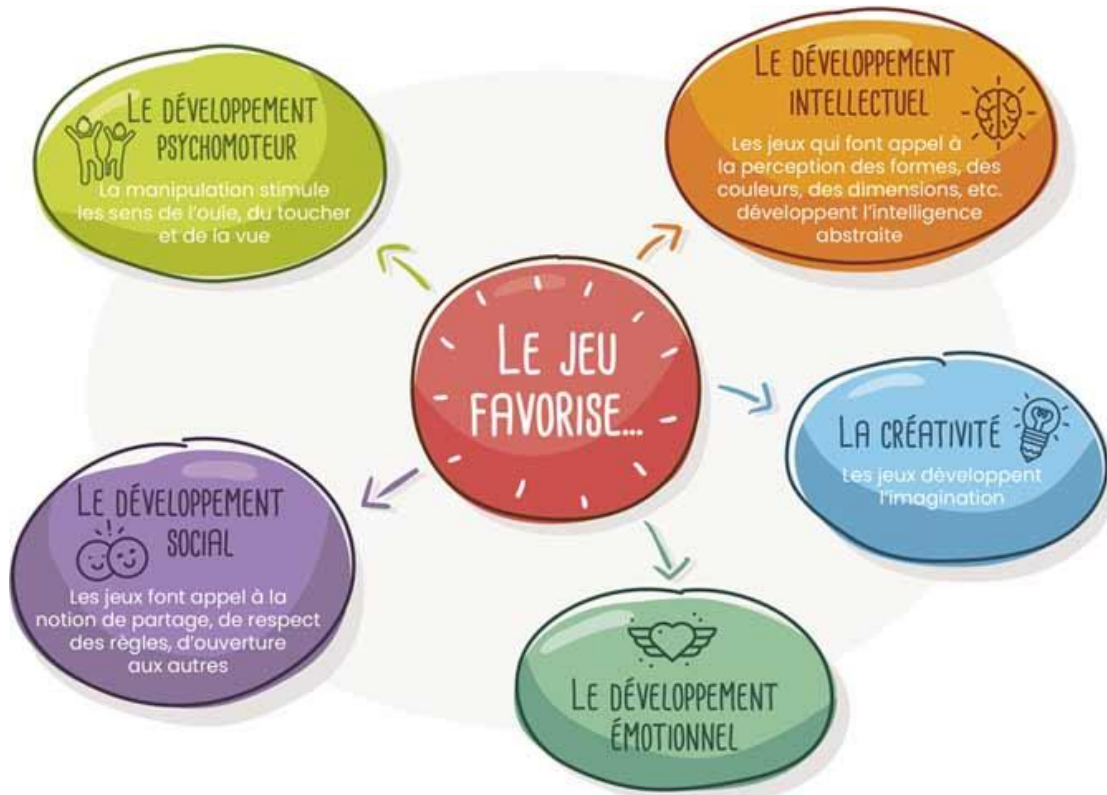 LE JEU
FAVORISE...
LE DÉVELOPPEMENT
PSYCHOMOTEUR
La manipulation stimule
les sens de l'ouïe, du toucher
et de la vue
LE DÉVELOPPEMENT
INTELLECTUEL
Les jeux qui font appel à
la perception des formes, des
couleurs, des dimensions, etc.
développent l'intelligence
abstraite
LA CRÉATIVITÉ
Les jeux développent
l'imagination
LE DÉVELOPPEMENT
ÉMOTIONNEL
LE DÉVELOPPEMENT
SOCIAL
Les jeux font appel à la
notion de partage, de respect
des règles, d'ouverture
aux autres